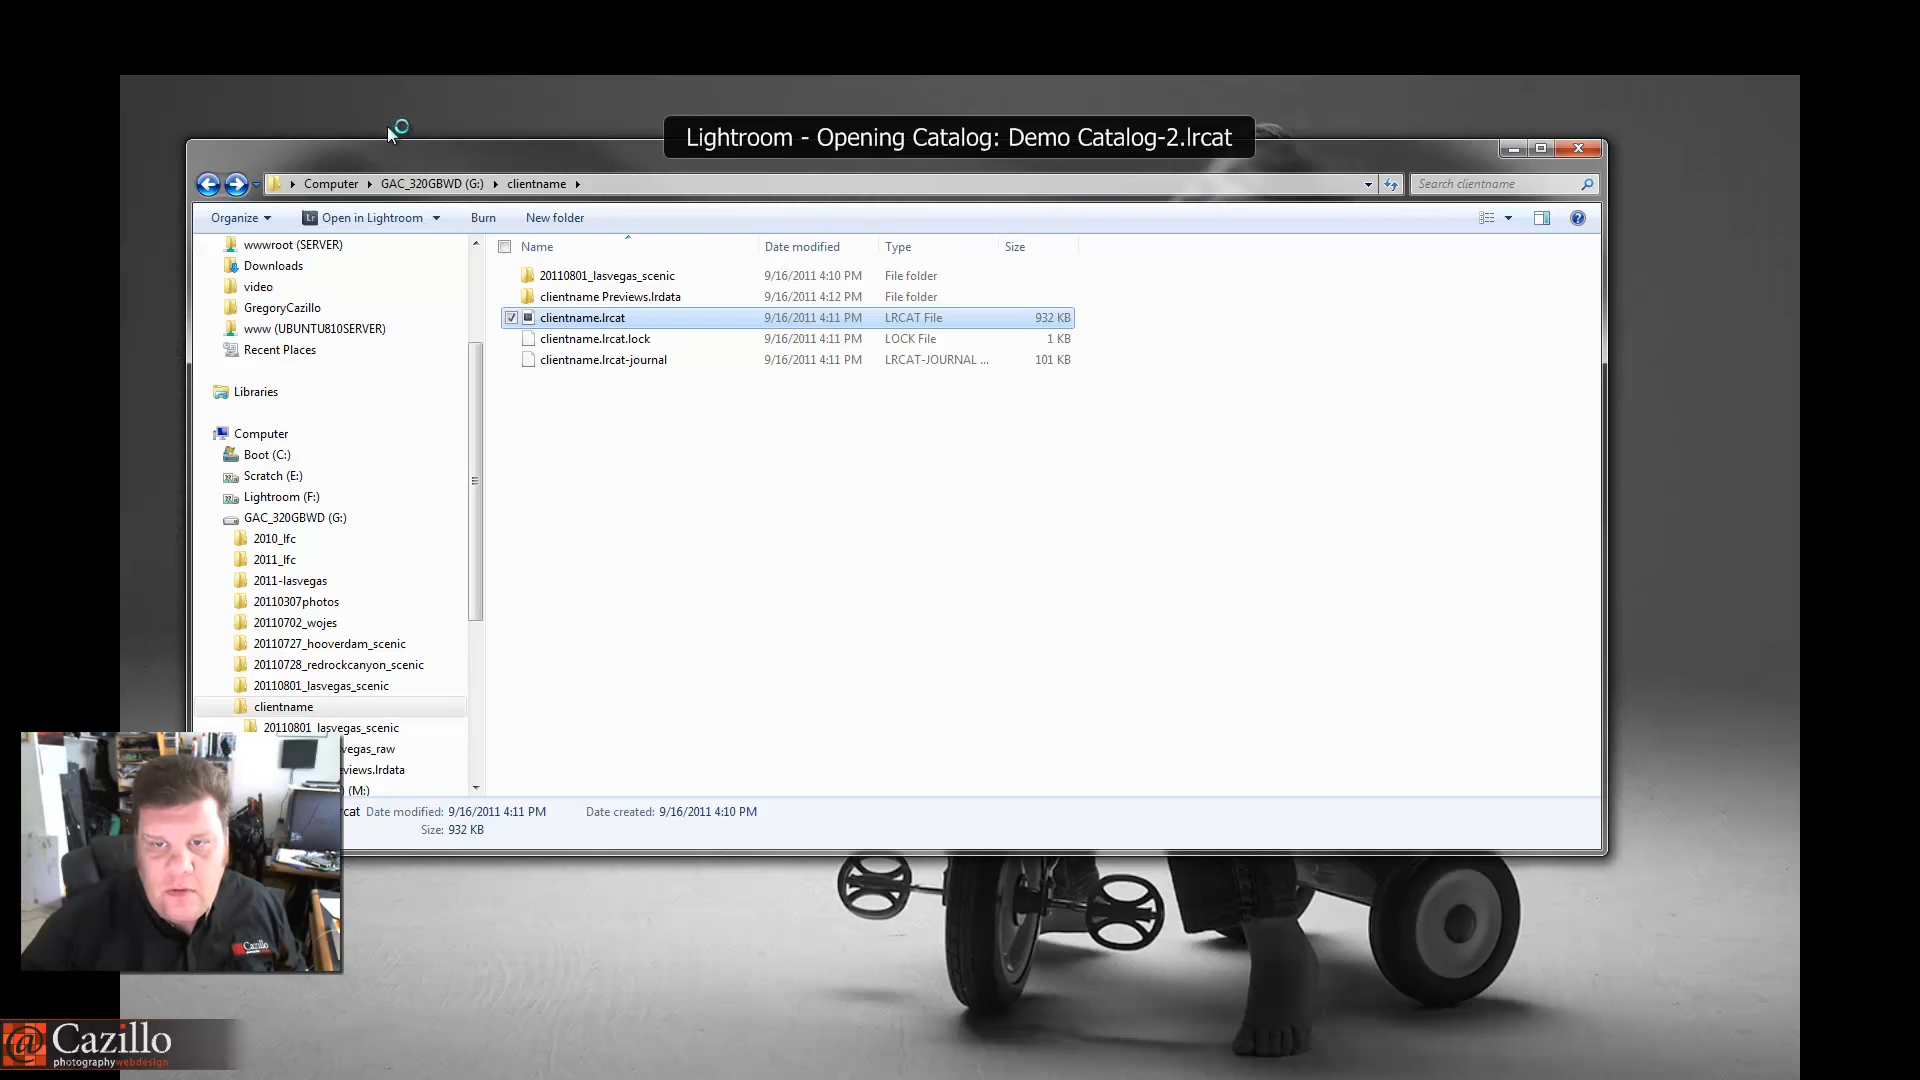 Lightroom - Opening Catalog: Demo Catalog-2.lrcat
Computer GAC_320GBWD (G:) clientname
Search clientname
Organize Open in Lightroom Burn New folder
Name Date modified Type Size
20110801_lasvegas_scenic 9/16/2011 4:10 PM File folder
clientname Previews.lrdata 9/16/2011 4:12 PM File folder
clientname.lrcat 9/16/2011 4:11 PM LRCAT File 932 KB
clientname.lrcat.lock 9/16/2011 4:11 PM LOCK File 1 KB
clientname.lrcat-journal 9/16/2011 4:11 PM LRCAT-JOURNAL ... 101 KB
wwwroot (SERVER)
Downloads
video
GregoryCazillo
www (UBUNTU810SERVER)
Recent Places
Libraries
Computer
Boot (C:)
Scratch (E:)
Lightroom (F:)
GAC_320GBWD (G:)
2010_lfc
2011_lfc
2011-lasvegas
20110307photos
20110702_wojes
20110727_hooverdam_scenic
20110728_redrockcanyon_scenic
20110801_lasvegas_scenic
clientname
20110801_lasvegas_scenic
vegas_raw
eviews.lrdata
) (M:)
rcat Date modified: 9/16/2011 4:11 PM Date created: 9/16/2011 4:10 PM
Size: 932 KB
Cazillo
@Cazillo
photographywebdesign